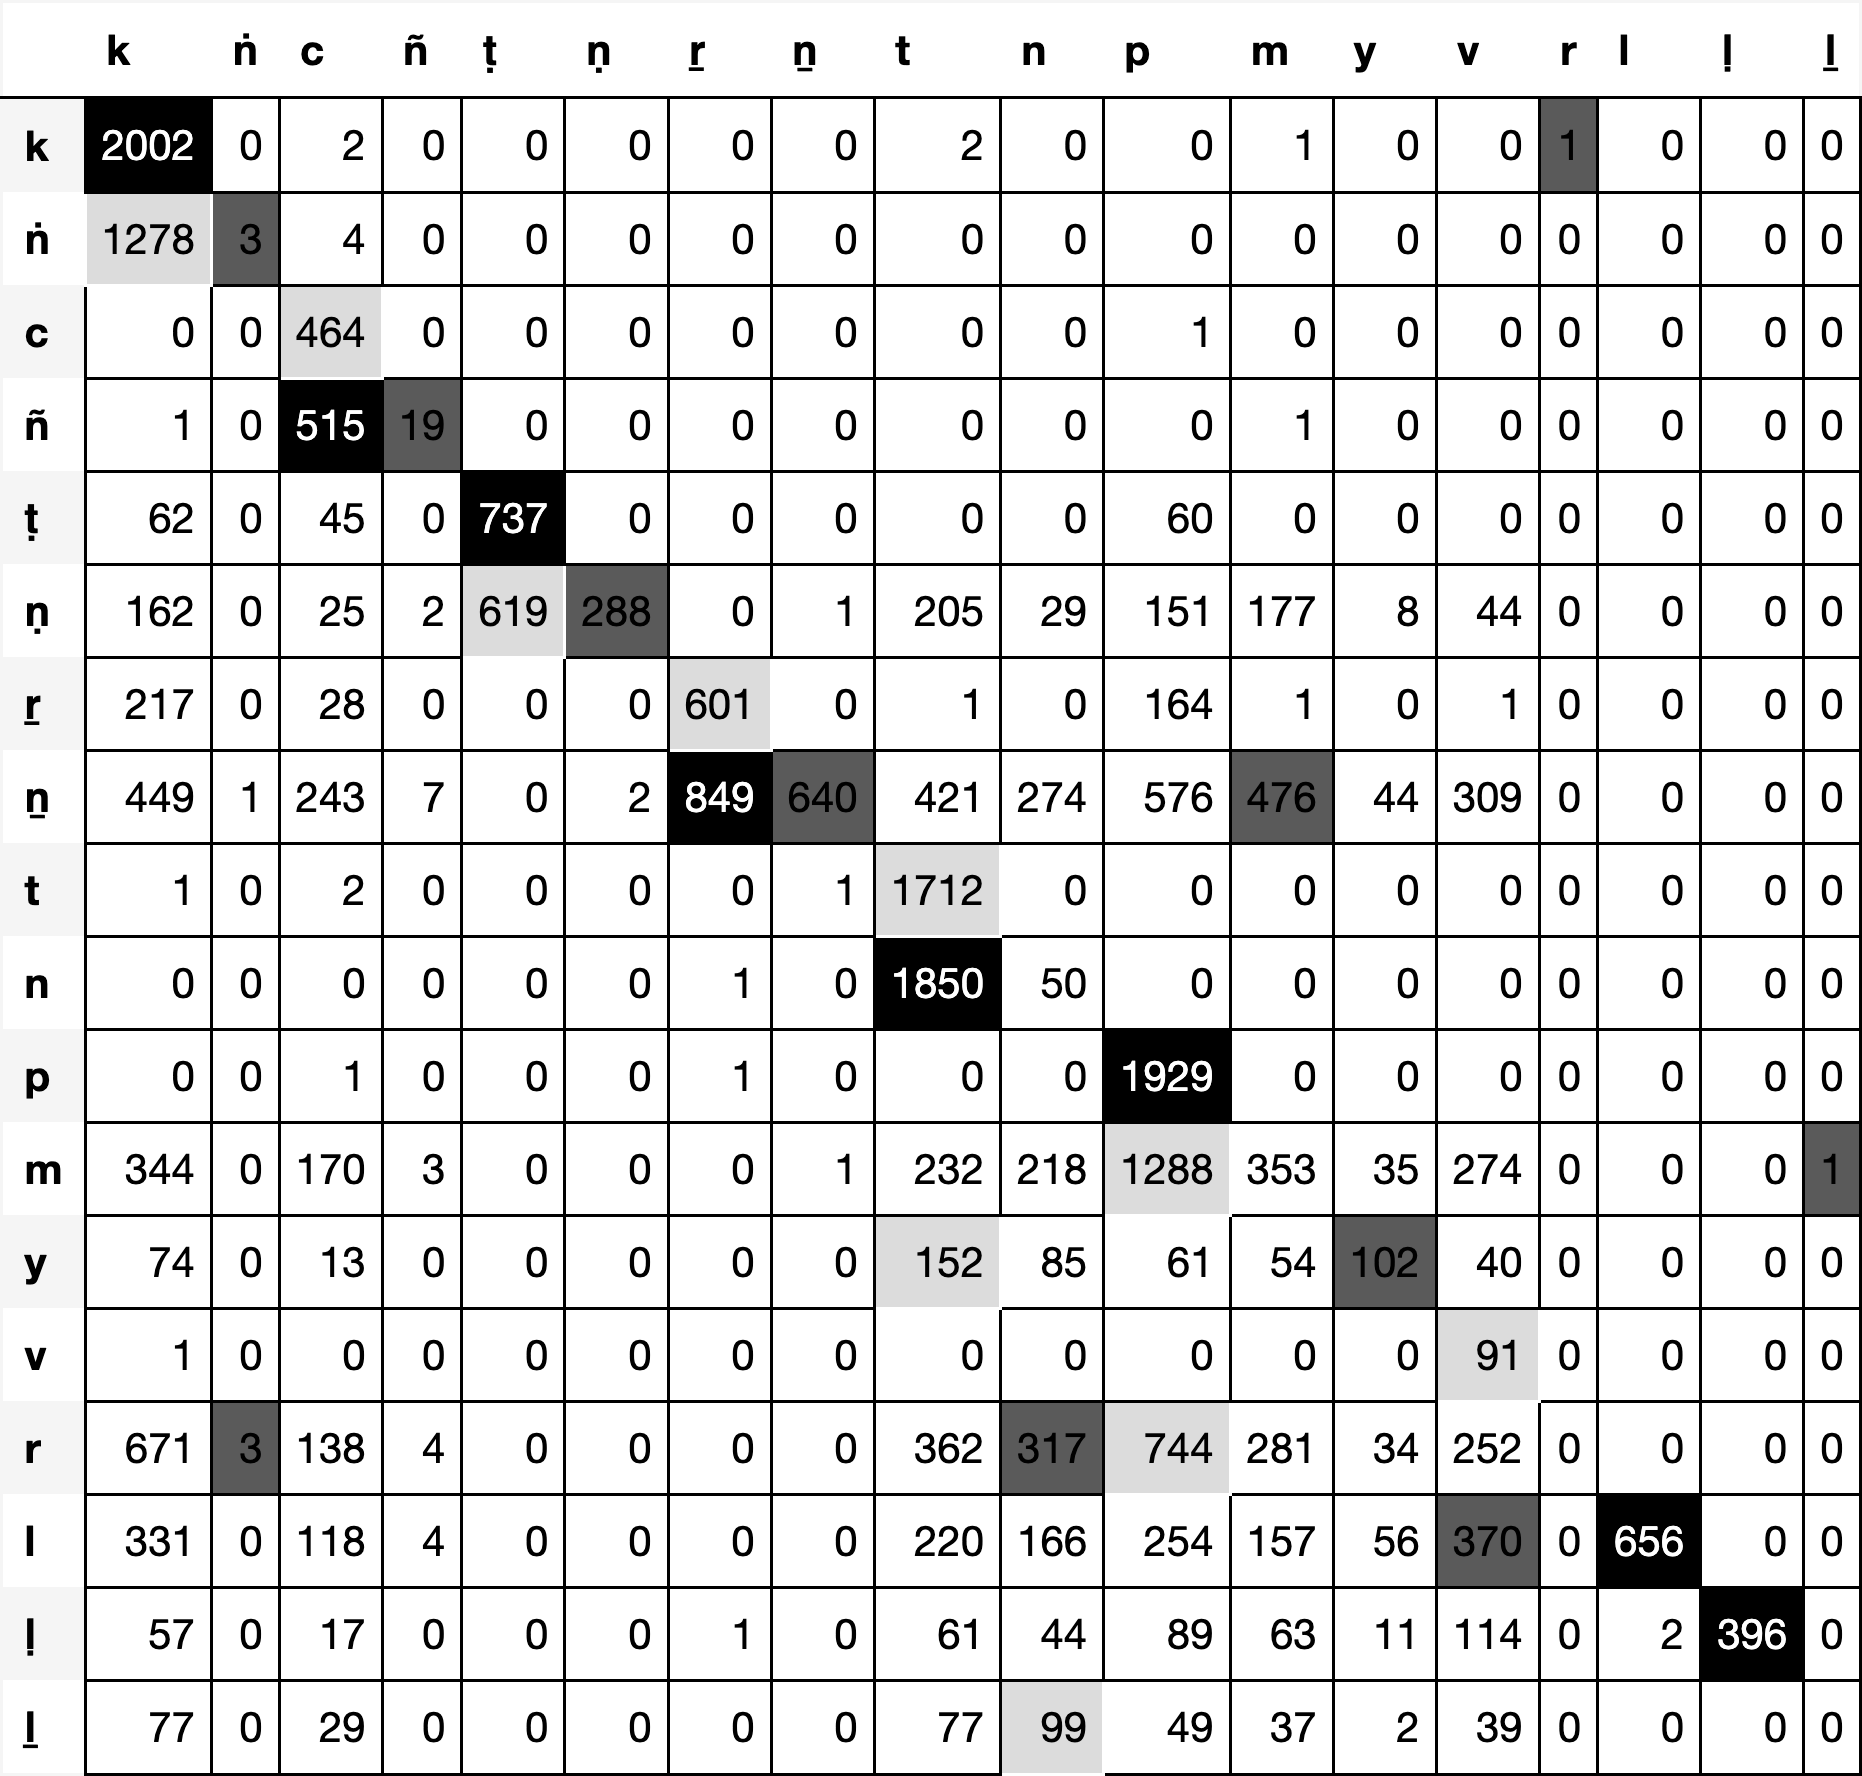 k ṅ c ñ ṭ ṇ ṟ ṉ t n p m y v r l ḷ ḻ
k 2002 0 2 0 0 0 0 0 2 0 0 1 0 0 1 0 0 0
ṅ 1278 3 4 0 0 0 0 0 0 0 0 0 0 0 0 0 0 0
c 0 0 464 0 0 0 0 0 0 0 1 0 0 0 0 0 0 0
ñ 1 0 515 19 0 0 0 0 0 0 0 1 0 0 0 0 0 0
ṭ 62 0 45 0 737 0 0 0 0 0 60 0 0 0 0 0 0 0
ṇ 162 0 25 2 619 288 0 1 205 29 151 177 8 44 0 0 0 0
ṟ 217 0 28 0 0 0 601 0 1 0 164 1 0 1 0 0 0 0
ṉ 449 1 243 7 0 2 849 640 421 274 576 476 44 309 0 0 0 0
t 1 0 2 0 0 0 0 1 1712 0 0 0 0 0 0 0 0 0
n 0 0 0 0 0 0 1 0 1850 50 0 0 0 0 0 0 0 0
p 0 0 1 0 0 0 1 0 0 0 1929 0 0 0 0 0 0 0
m 344 0 170 3 0 0 0 1 232 218 1288 353 35 274 0 0 0 1
y 74 0 13 0 0 0 0 0 152 85 61 54 102 40 0 0 0 0
v 1 0 0 0 0 0 0 0 0 0 0 0 0 91 0 0 0 0
r 671 3 138 4 0 0 0 0 362 317 744 281 34 252 0 0 0 0
l 331 0 118 4 0 0 0 0 220 166 254 157 56 370 0 656 0 0
ḷ 57 0 17 0 0 0 1 0 61 44 89 63 11 114 0 2 396 0
ḻ 77 0 29 0 0 0 0 0 77 99 49 37 2 39 0 0 0 0